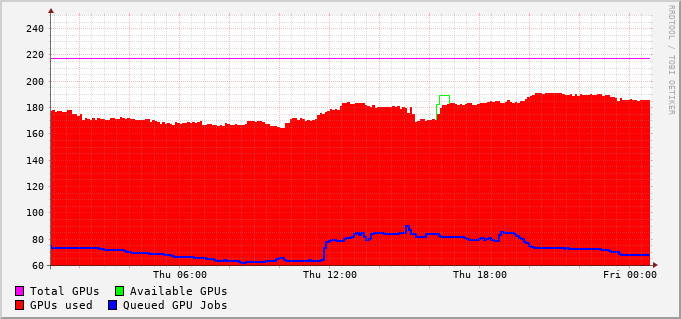 RRDTOOL / TOBI OETIKER
240
220
200
180
160
140
120
100
80
60
Thu 06:00 Thu 12:00 Thu 18:00 Fri 00:00
Total GPUs Available GPUs
GPUs used Queued GPU Jobs